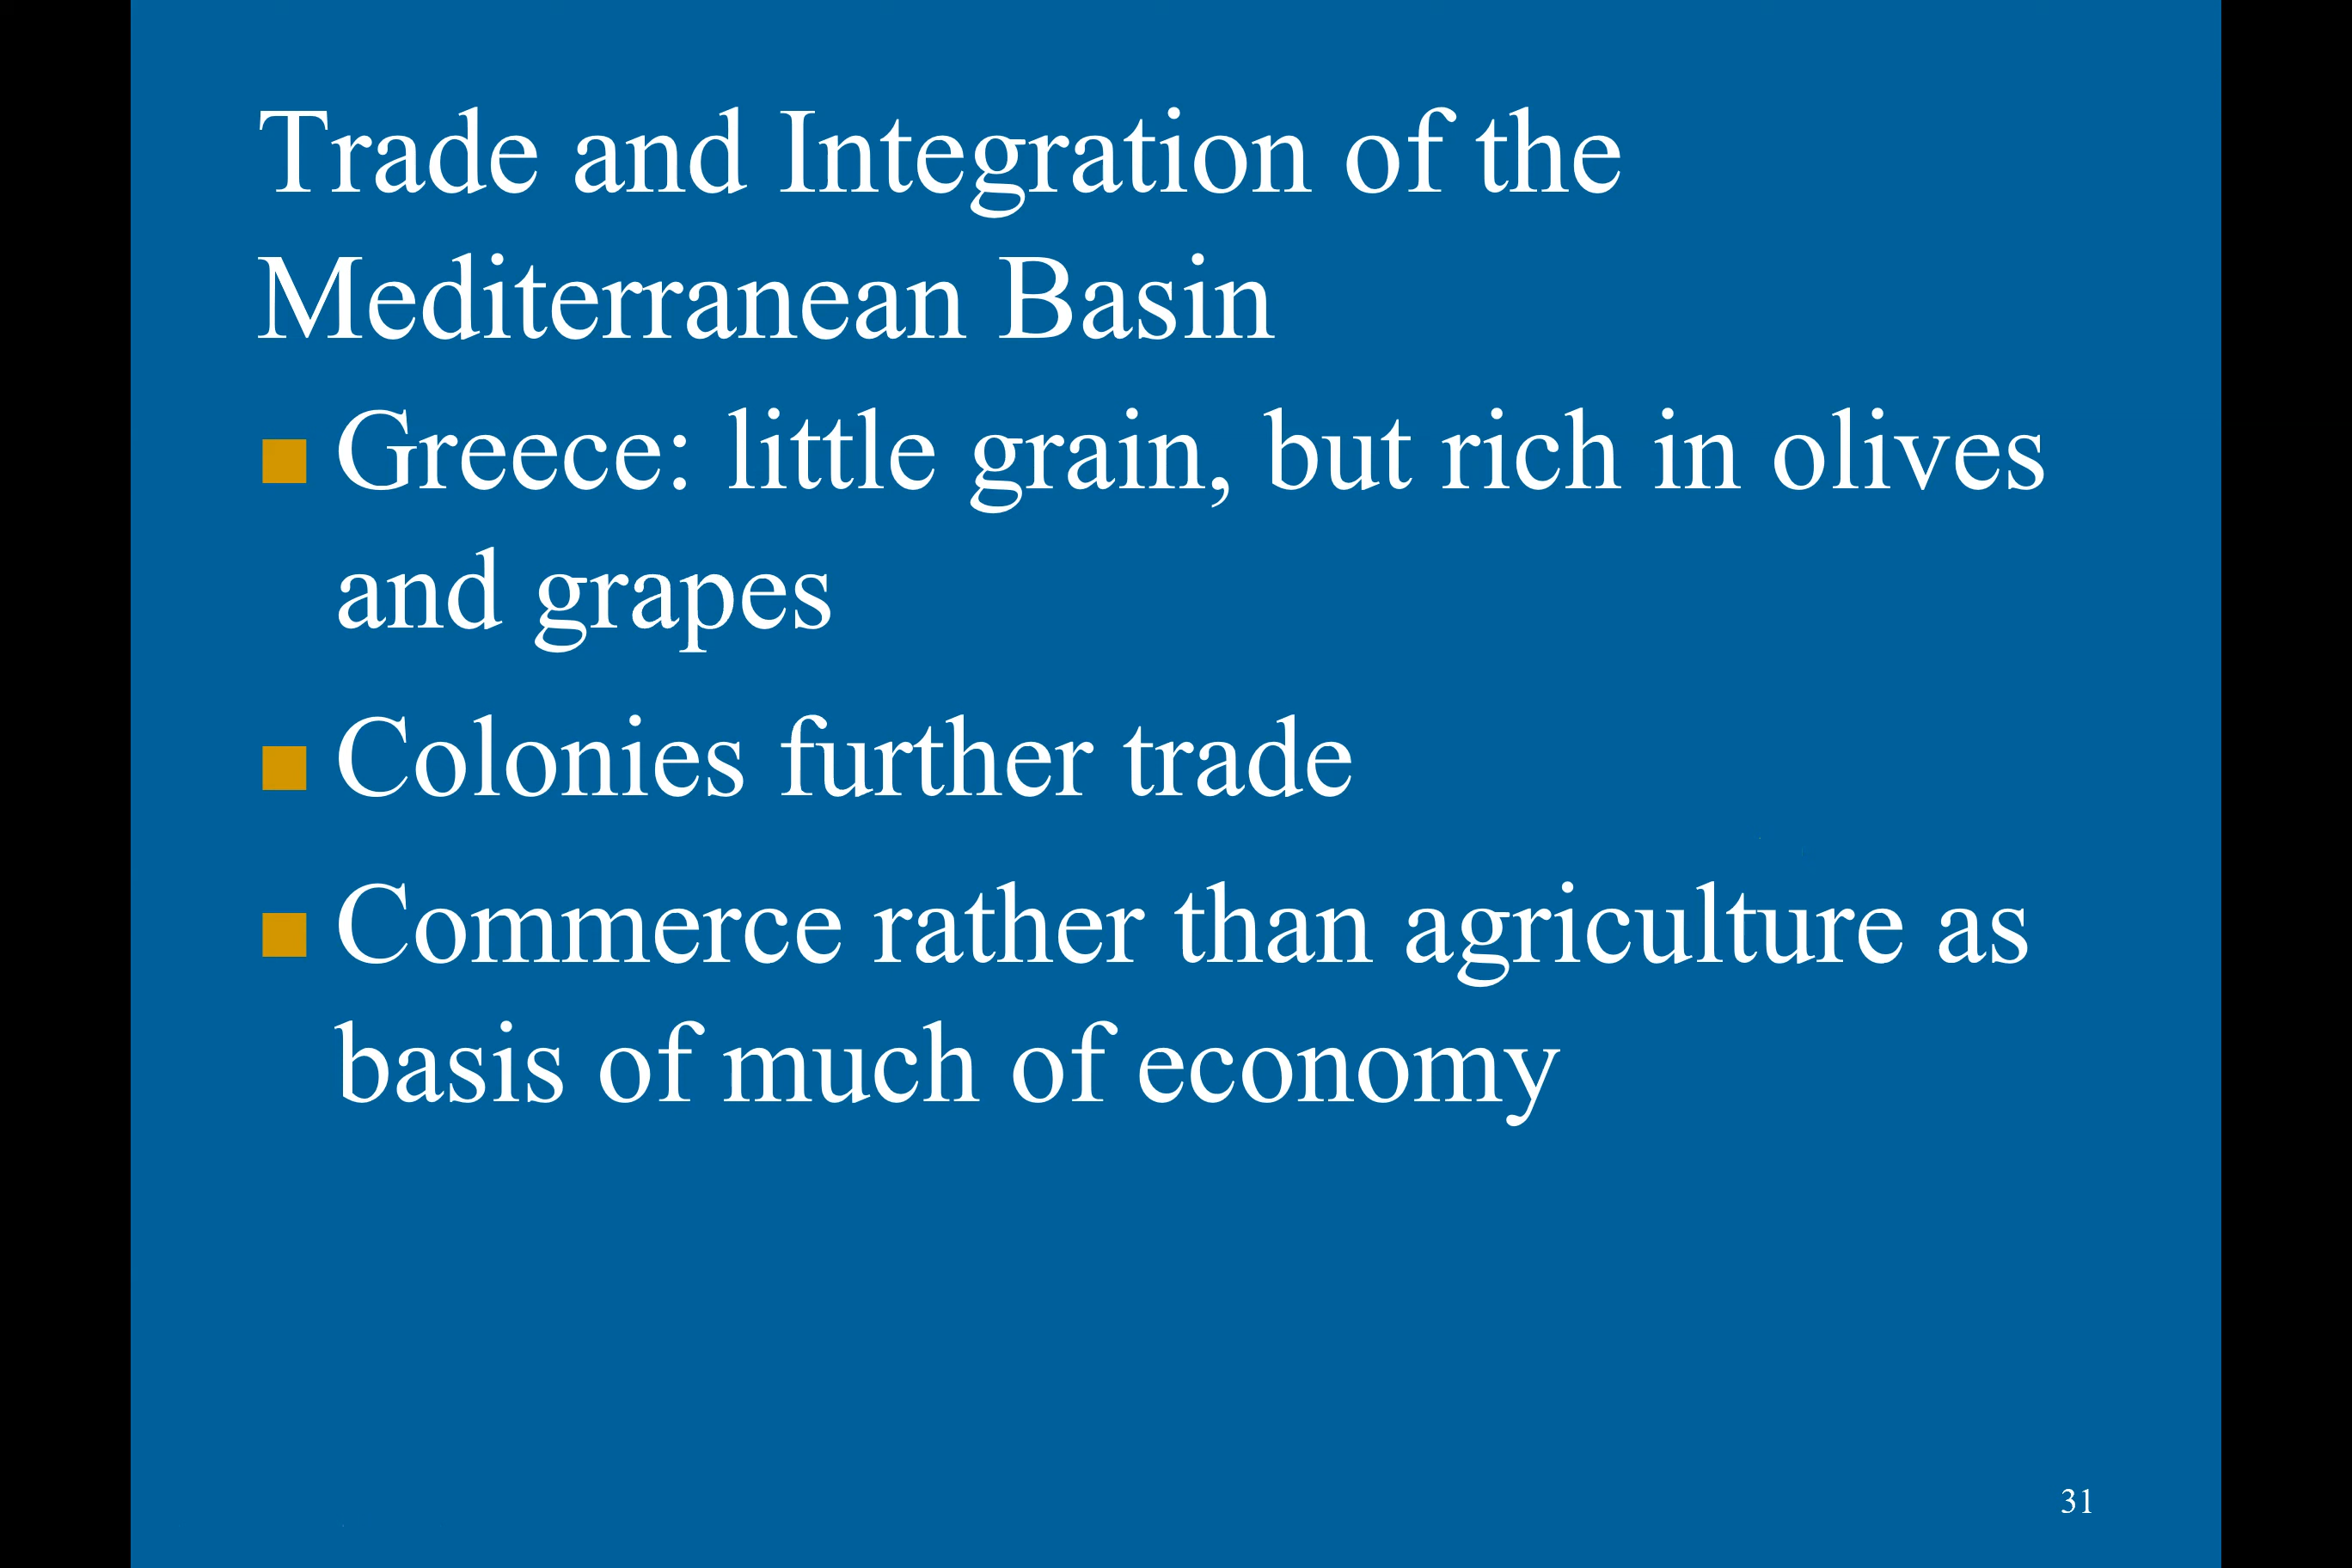 Trade and Integration of the
Mediterranean Basin
Greece: little grain, but rich in olives
and grapes
Colonies further trade
Commerce rather than agriculture as
basis of much of economy
31